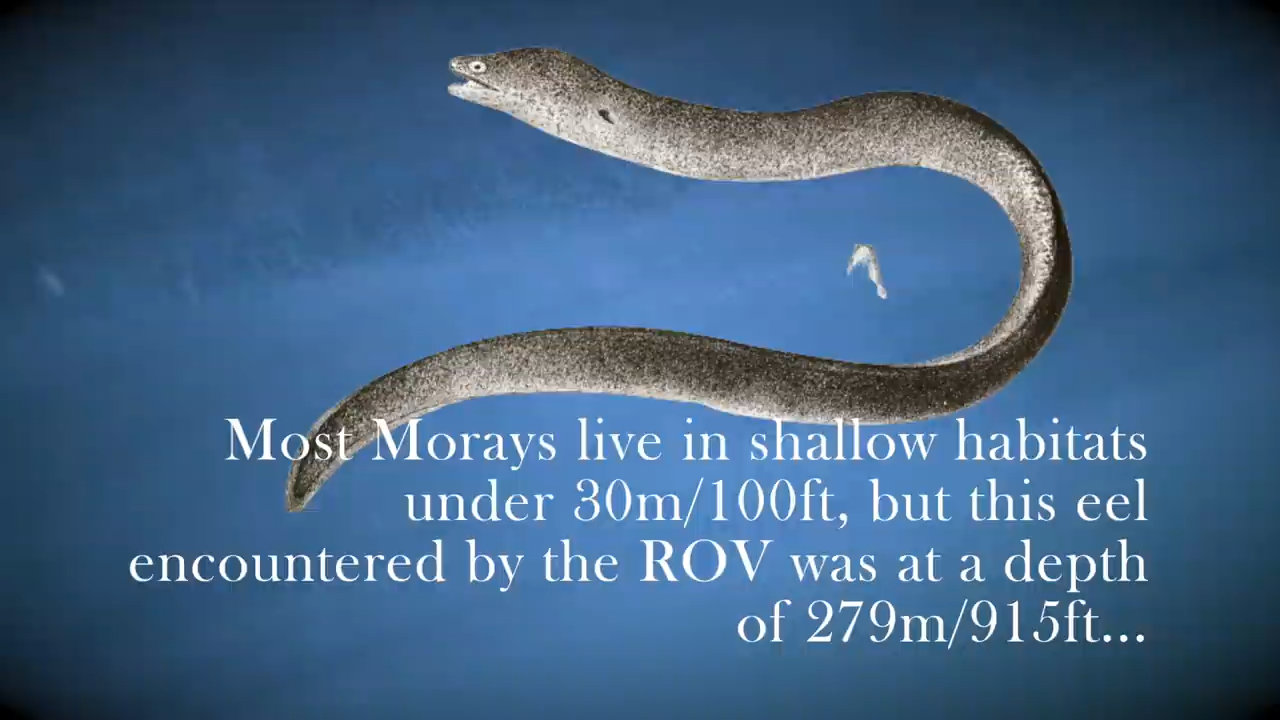 Most Morays live in shallow habitats
under 30m/100ft, but this eel
encountered by the ROV was at a depth
of 279m/915ft...